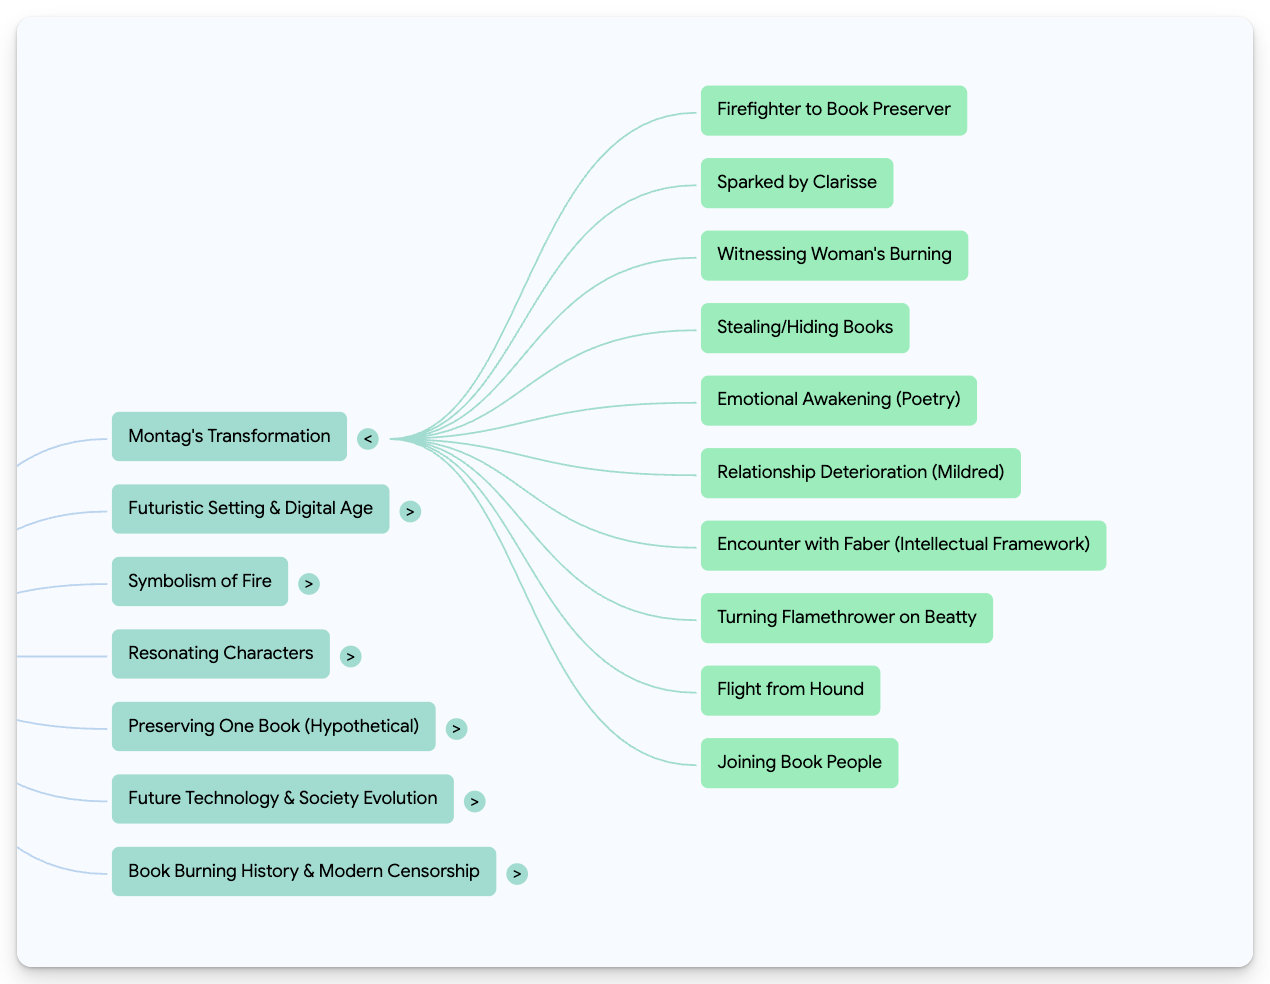 Firefighter to Book Preserver
Sparked by Clarisse
Witnessing Woman's Burning
Stealing/Hiding Books
Emotional Awakening (Poetry)
Montag's Transformation <
Relationship Deterioration (Mildred)
Futuristic Setting & Digital Age >
Encounter with Faber (Intellectual Framework)
Symbolism of Fire >
Turning Flamethrower on Beatty
Resonating Characters >
Flight from Hound
Preserving One Book (Hypothetical) >
Joining Book People
Future Technology & Society Evolution >
Book Burning History & Modern Censorship >